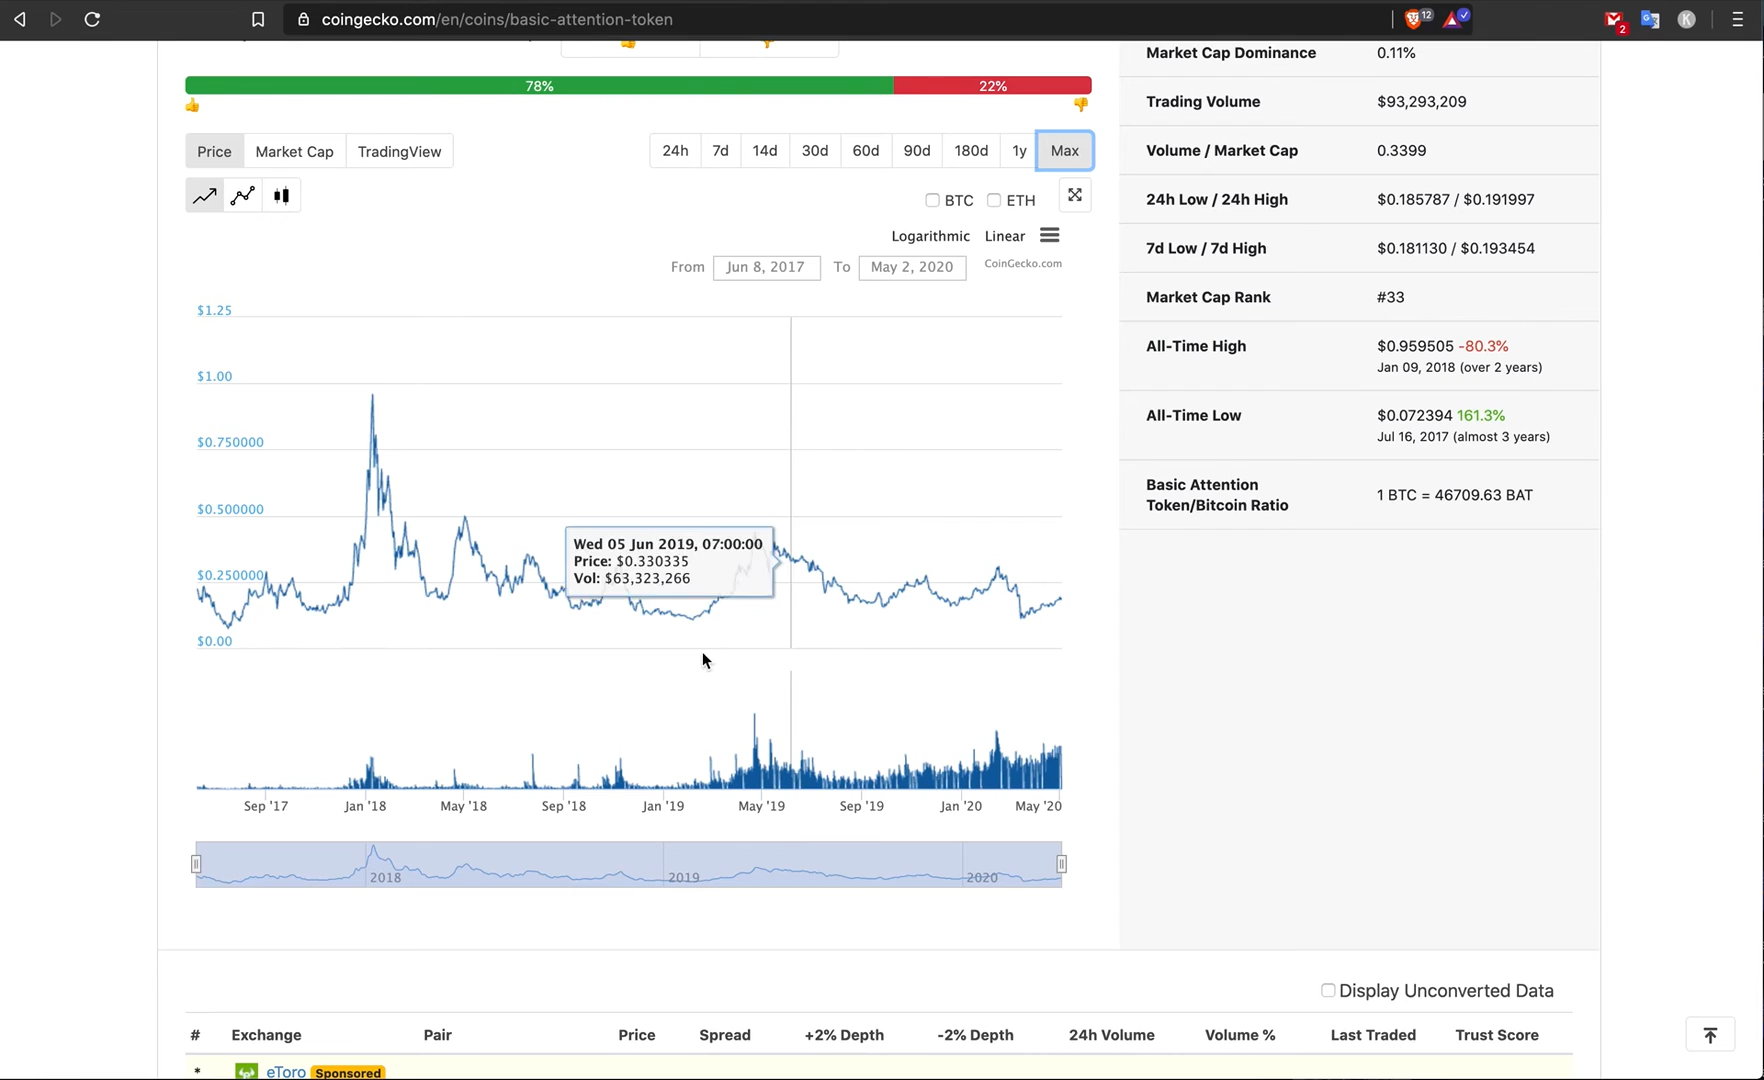 coingecko.com/en/coins/basic-attention-token
12
2
K
78%
22%
Price
Market Cap
TradingView
24h
7d
14d
30d
60d
90d
180d
1y
Max
BTC
ETH
Logarithmic
Linear
From
Jun 8, 2017
To
May 2, 2020
CoinGecko.com
$1.25
$1.00
$0.750000
$0.500000
$0.250000
$0.00
Wed 05 Jun 2019, 07:00:00
Price: $0.330335
Vol: $63,323,266
Sep '17
Jan '18
May '18
Sep '18
Jan '19
May '19
Sep '19
Jan '20
May '20
2018
2019
2020
Market Cap Dominance
0.11%
Trading Volume
$93,293,209
Volume / Market Cap
0.3399
24h Low / 24h High
$0.185787 / $0.191997
7d Low / 7d High
$0.181130 / $0.193454
Market Cap Rank
#33
All-Time High
$0.959505 -80.3%
Jan 09, 2018 (over 2 years)
All-Time Low
$0.072394 161.3%
Jul 16, 2017 (almost 3 years)
Basic Attention
Token/Bitcoin Ratio
1 BTC = 46709.63 BAT
Display Unconverted Data
#
Exchange
Pair
Price
Spread
+2% Depth
-2% Depth
24h Volume
Volume %
Last Traded
Trust Score
*
eToro
Sponsored